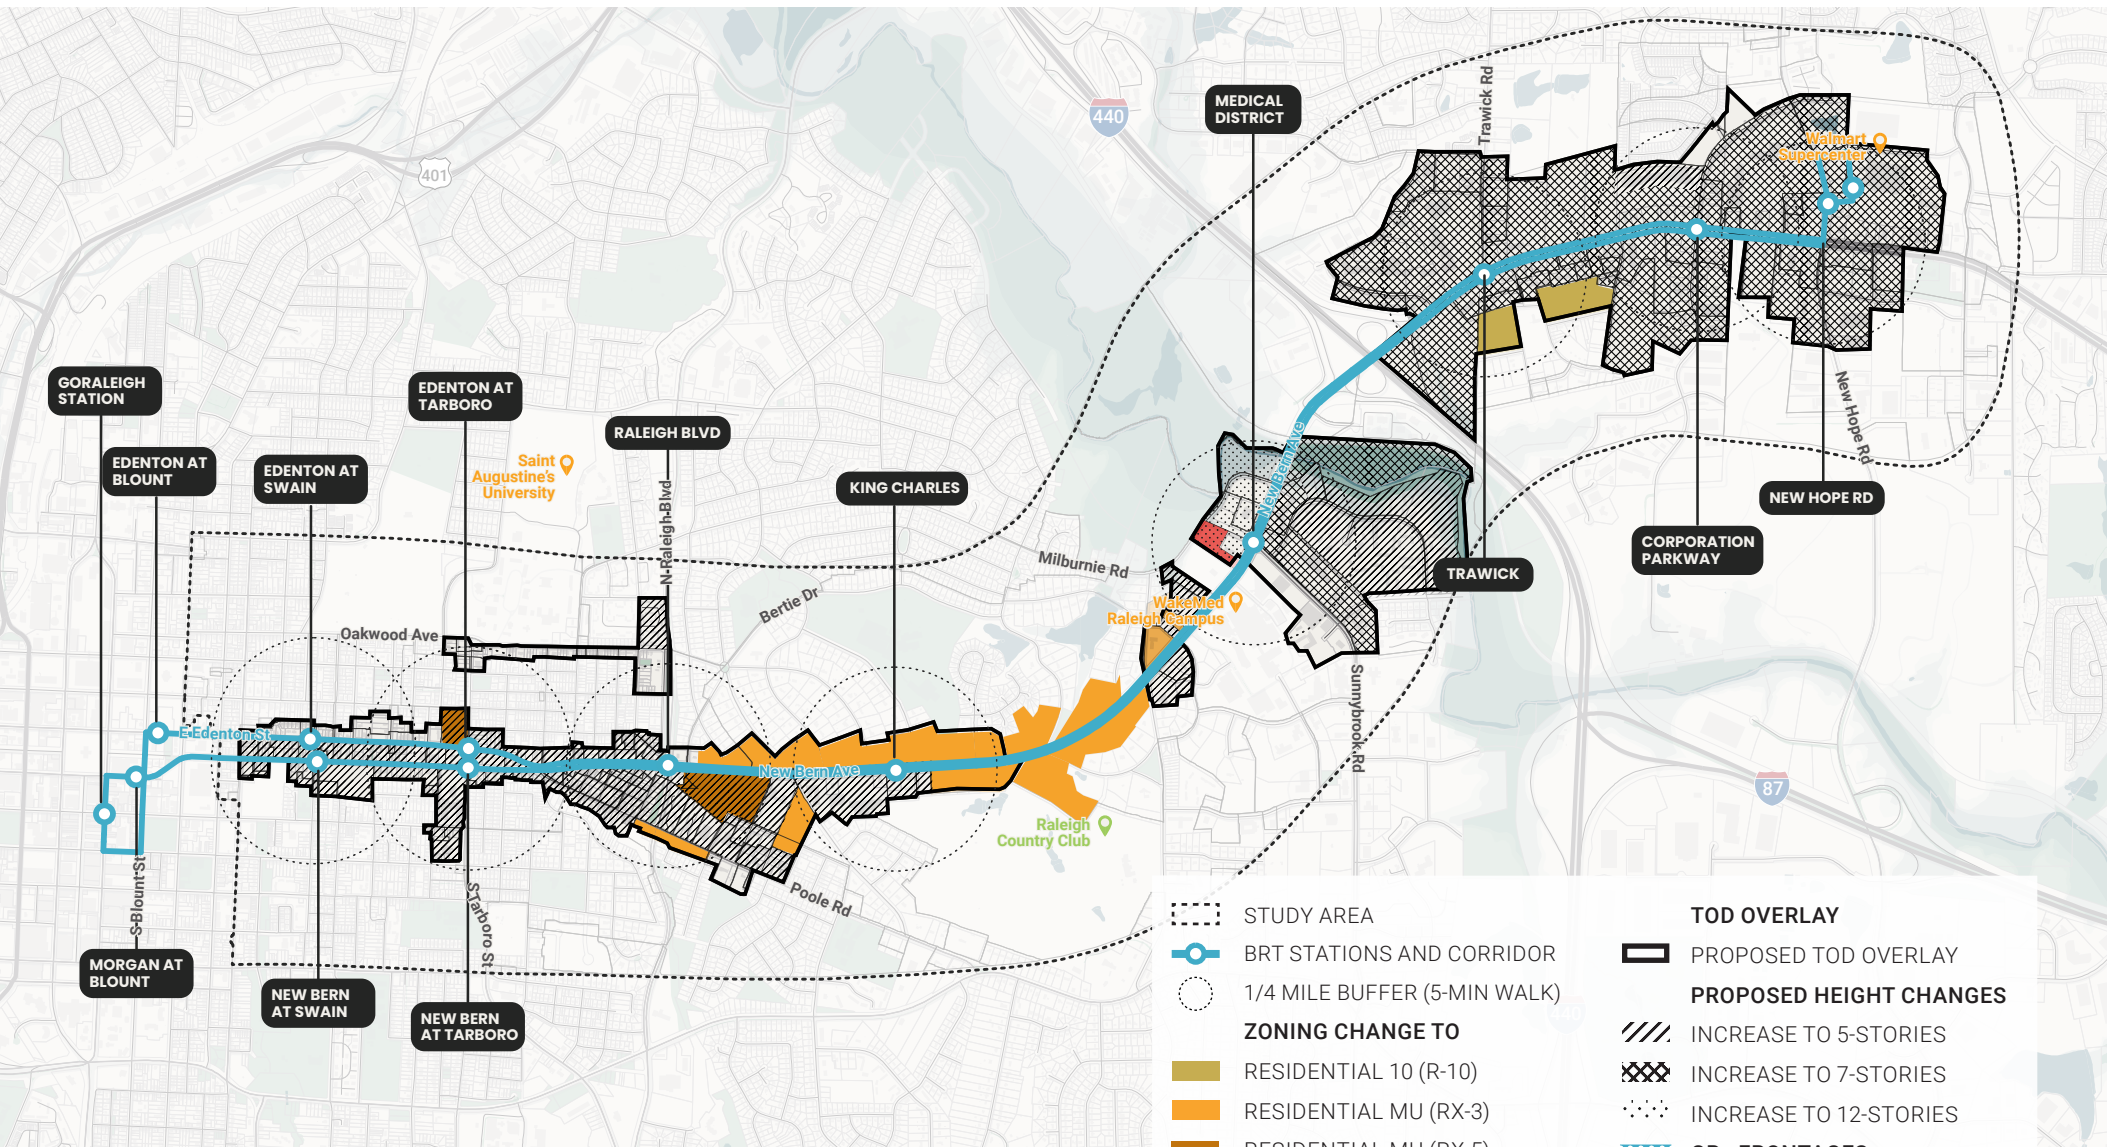 440
MEDICAL
DISTRICT
Trawick Rd
Walmart
Supercenter
401
GORALEIGH
STATION
EDENTON AT
TARBORO
RALEIGH BLVD
EDENTON AT
BLOUNT
EDENTON AT
SWAIN
Saint
Augustine's
University
KING CHARLES
N Raleigh Blvd
New Bern Ave
New Hope Rd
NEW HOPE RD
CORPORATION
PARKWAY
TRAWICK
Milburnie Rd
Bertie Dr
WakeMed
Raleigh Campus
Oakwood Ave
Sunnybrook Rd
E Edenton St
New Bern Ave
87
Raleigh
Country Club
Poole Rd
S Blount St
S Tarboro St
MORGAN AT
BLOUNT
NEW BERN
AT SWAIN
NEW BERN
AT TARBORO
STUDY AREA
BRT STATIONS AND CORRIDOR
1/4 MILE BUFFER (5-MIN WALK)
ZONING CHANGE TO
RESIDENTIAL 10 (R-10)
RESIDENTIAL MU (RX-3)
RESIDENTIAL MU (RX-5)
TOD OVERLAY
PROPOSED TOD OVERLAY
PROPOSED HEIGHT CHANGES
INCREASE TO 5-STORIES
INCREASE TO 7-STORIES
INCREASE TO 12-STORIES
440